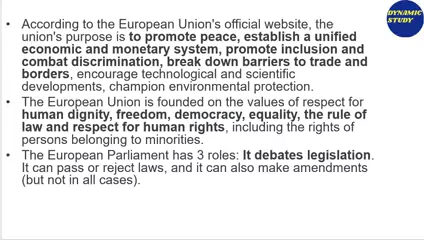 DYNAMIC
STUDY
• According to the European Union's official website, the
union's purpose is to promote peace, establish a unified
economic and monetary system, promote inclusion and
combat discrimination, break down barriers to trade and
borders, encourage technological and scientific
developments, champion environmental protection.
• The European Union is founded on the values of respect for
human dignity, freedom, democracy, equality, the rule of
law and respect for human rights, including the rights of
persons belonging to minorities.
• The European Parliament has 3 roles: It debates legislation.
It can pass or reject laws, and it can also make amendments
(but not in all cases).